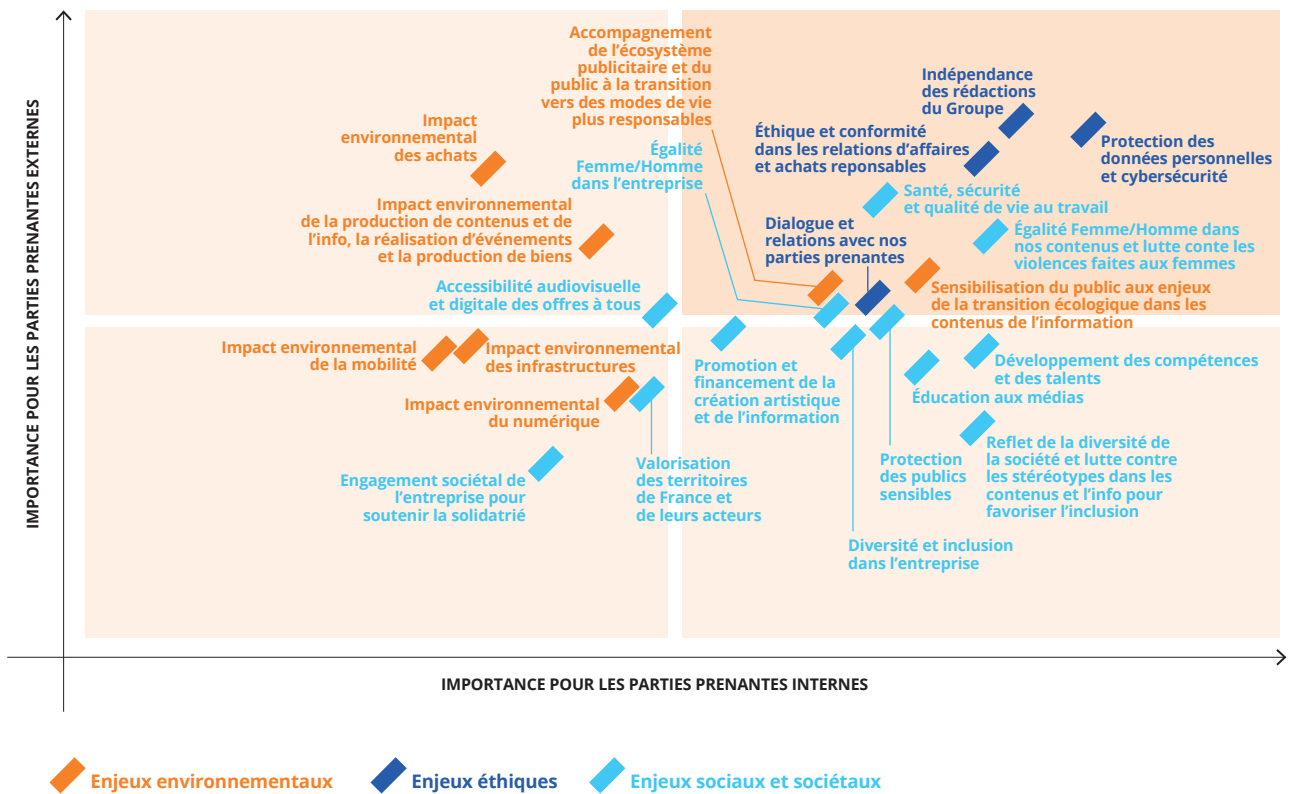 IMPORTANCE POUR LES PARTIES PRENANTES EXTERNES
Accompagnement
de l'écosystème
publicitaire et du
public à la transition
vers des modes de vie
plus responsables
Impact
environnemental
des achats
Égalité
Femme/Homme
dans l'entreprise
Impact environnemental
de la production de contenus et de
l'info, la réalisation d'événements
et la production de biens
Accessibilité audiovisuelle
et digitale des offres à tous
Indépendance
des rédactions
du Groupe
Éthique et conformité
dans les relations d'affaires
et achats reponsables
Protection des
données personnelles
et cybersécurité
Santé, sécurité
et qualité de vie au travail
Dialogue et
relations avec nos
parties prenantes
Égalité Femme/Homme dans
nos contenus et lutte conte les
violences faites aux femmes
Sensibilisation du public aux enjeux
de la transition écologique dans les
contenus de l'information
Impact environnemental
de la mobilité
Impact environnemental
des infrastructures
Impact environnemental
du numérique
Engagement sociétal de
l'entreprise pour
soutenir la solidatrié
Valorisation
des territoires
de France et
de leurs acteurs
Promotion et
financement de la
création artistique
et de l'information
Développement des compétences
et des talents
Éducation aux médias
Protection
des publics
sensibles
Reflet de la diversité de
la société et lutte contre
les stéréotypes dans les
contenus et l'info pour
favoriser l'inclusion
Diversité et inclusion
dans l'entreprise
IMPORTANCE POUR LES PARTIES PRENANTES INTERNES
Enjeux environnementaux
Enjeux éthiques
Enjeux sociaux et sociétaux